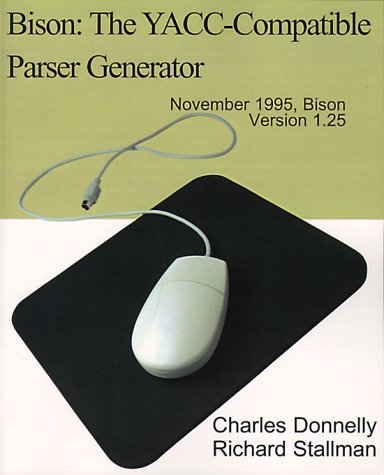 Bison: The YACC-Compatible
Parser Generator
November 1995, Bison
Version 1.25
Charles Donnelly
Richard Stallman